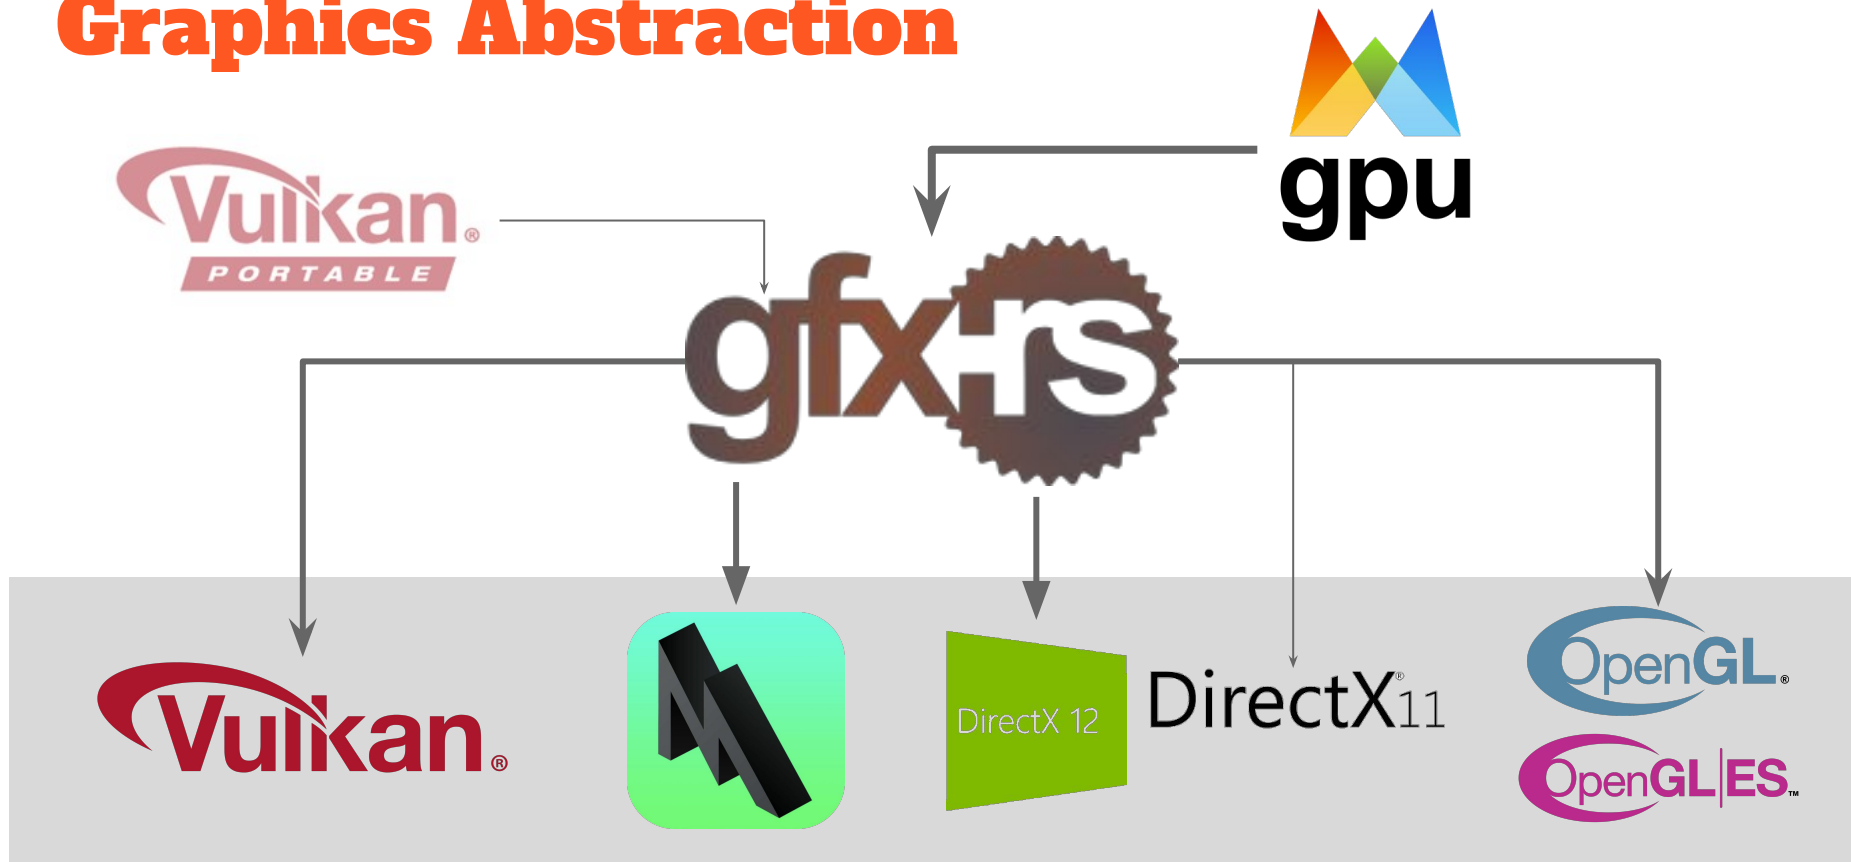 Graphics Abstraction
gpu
Vulkan®
PORTABLE
gfx-rs
Vulkan®
DirectX 12
DirectX®11
OpenGL®
OpenGL|ES™